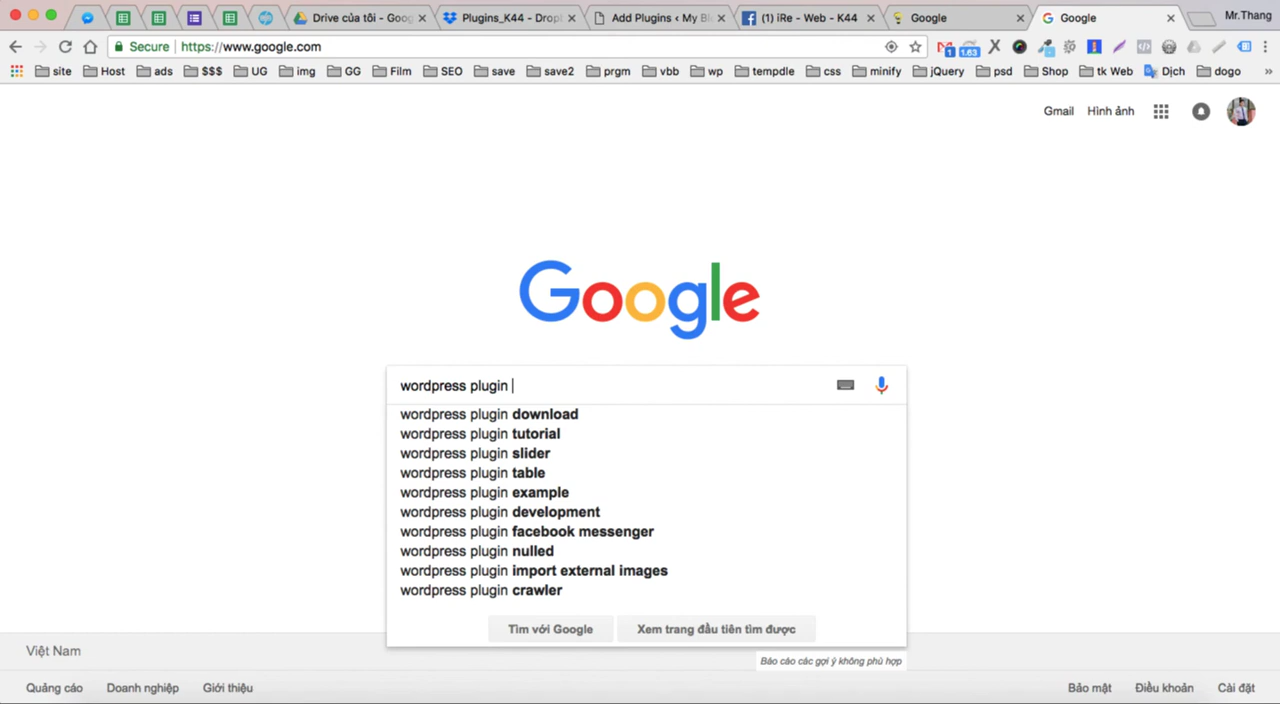 Drive của tôi - Goog
Plugins_K44 - Drop
Add Plugins ‹ My Bl
(1) iRe - Web - K44
Google
Google
Mr.Thang
Secure
https://www.google.com
1
1.63
site
Host
ads
$$$
UG
img
GG
Film
SEO
save
save2
prgm
vbb
wp
tempdle
css
minify
jQuery
psd
Shop
tk Web
Dịch
dogo
»
Gmail
Hình ảnh
Google
wordpress plugin
wordpress plugin download
wordpress plugin tutorial
wordpress plugin slider
wordpress plugin table
wordpress plugin example
wordpress plugin development
wordpress plugin facebook messenger
wordpress plugin nulled
wordpress plugin import external images
wordpress plugin crawler
Tìm với Google
Xem trang đầu tiên tìm được
Báo cáo các gợi ý không phù hợp
Việt Nam
Quảng cáo
Doanh nghiệp
Giới thiệu
Bảo mật
Điều khoản
Cài đặt